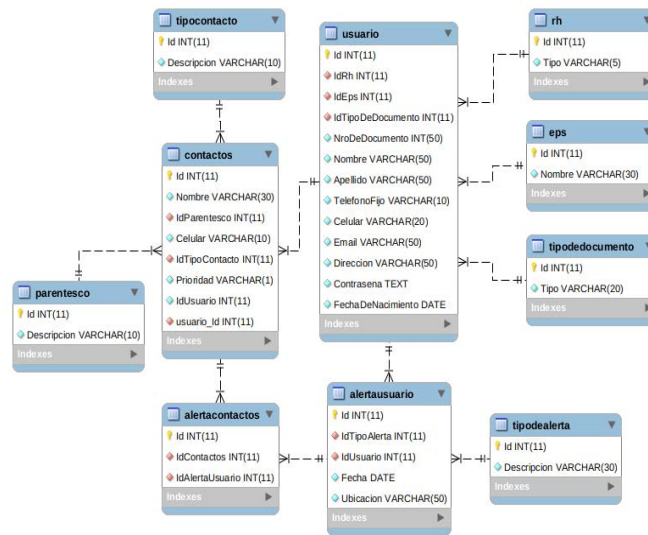 tipocontacto
Id INT(11)
Descripcion VARCHAR(10)
Indexes
usuario
Id INT(11)
IdRh INT(11)
IdEps INT(11)
IdTipoDeDocumento INT(11)
NroDeDocumento INT(50)
Nombre VARCHAR(50)
Apellido VARCHAR(50)
TelefonoFijo VARCHAR(10)
Celular VARCHAR(20)
Email VARCHAR(50)
Direccion VARCHAR(50)
Contrasena TEXT
FechaDeNacimiento DATE
Indexes
rh
Id INT(11)
Tipo VARCHAR(5)
Indexes
eps
Id INT(11)
Nombre VARCHAR(30)
Indexes
contactos
Id INT(11)
Nombre VARCHAR(30)
IdParentesco INT(11)
Celular VARCHAR(10)
IdTipoContacto INT(11)
Prioridad VARCHAR(1)
IdUsuario INT(11)
usuario_Id INT(11)
Indexes
tipodedocumento
Id INT(11)
Tipo VARCHAR(20)
Indexes
parentesco
Id INT(11)
Descripcion VARCHAR(10)
Indexes
alertacontactos
Id INT(11)
IdContactos INT(11)
IdAlertaUsuario INT(11)
Indexes
alertausuario
Id INT(11)
IdTipoAlerta INT(11)
IdUsuario INT(11)
Fecha DATE
Ubicacion VARCHAR(50)
Indexes
tipodealerta
Id INT(11)
Descripcion VARCHAR(30)
Indexes